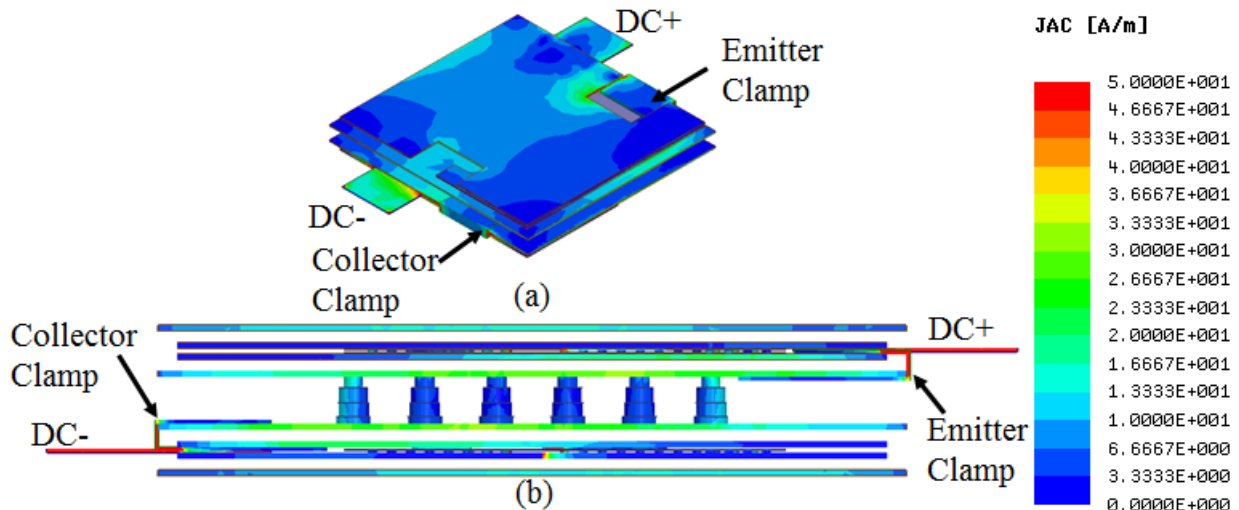 DC+
Emitter
Clamp
DC-
Collector
Clamp
(a)
Collector
Clamp
DC-
DC+
Emitter
Clamp
(b)
JAC [A/m]
5.0000E+001
4.6667E+001
4.3333E+001
4.0000E+001
3.6667E+001
3.3333E+001
3.0000E+001
2.6667E+001
2.3333E+001
2.0000E+001
1.6667E+001
1.3333E+001
1.0000E+001
6.6667E+000
3.3333E+000
0.0000E+000